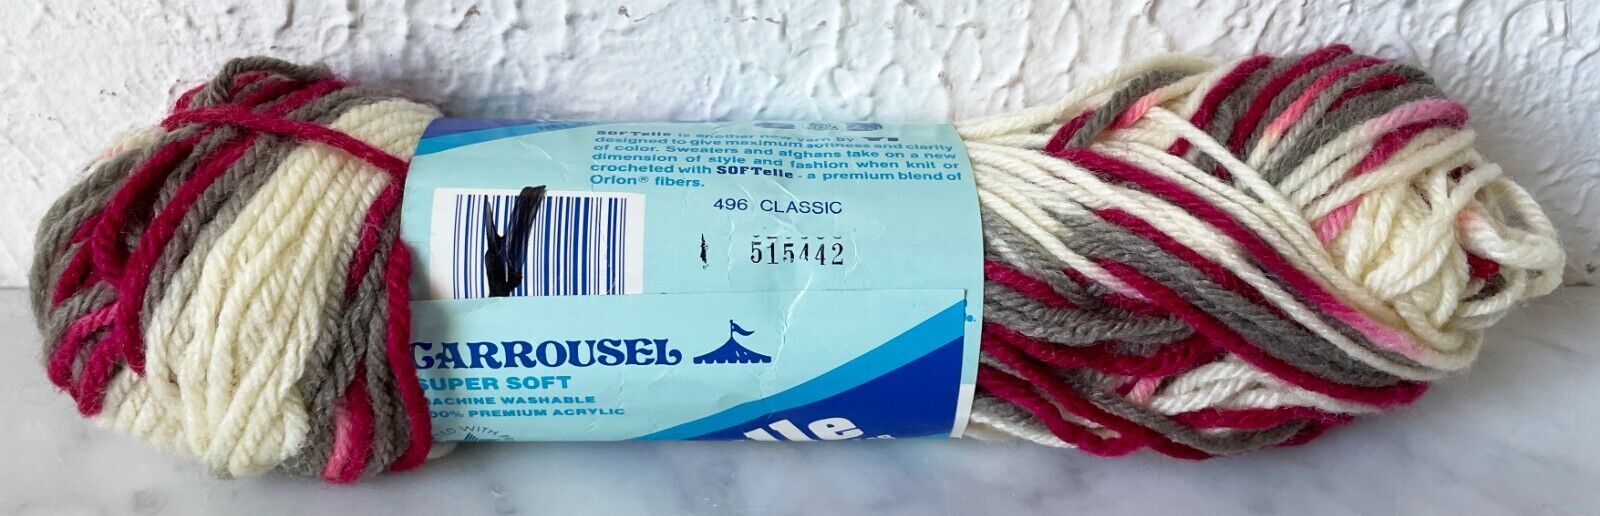 SOFTelle is another new yarn by
designed to give maximum softness and clarity
of color. Sweaters and afghans take on a new
dimension of style and fashion when knit or
crocheted with SOFTelle - a premium blend of
Orlon® fibers.
496 CLASSIC
515442
CARROUSEL
SUPER SOFT
MACHINE WASHABLE
00% PREMIUM ACRYLIC
lle